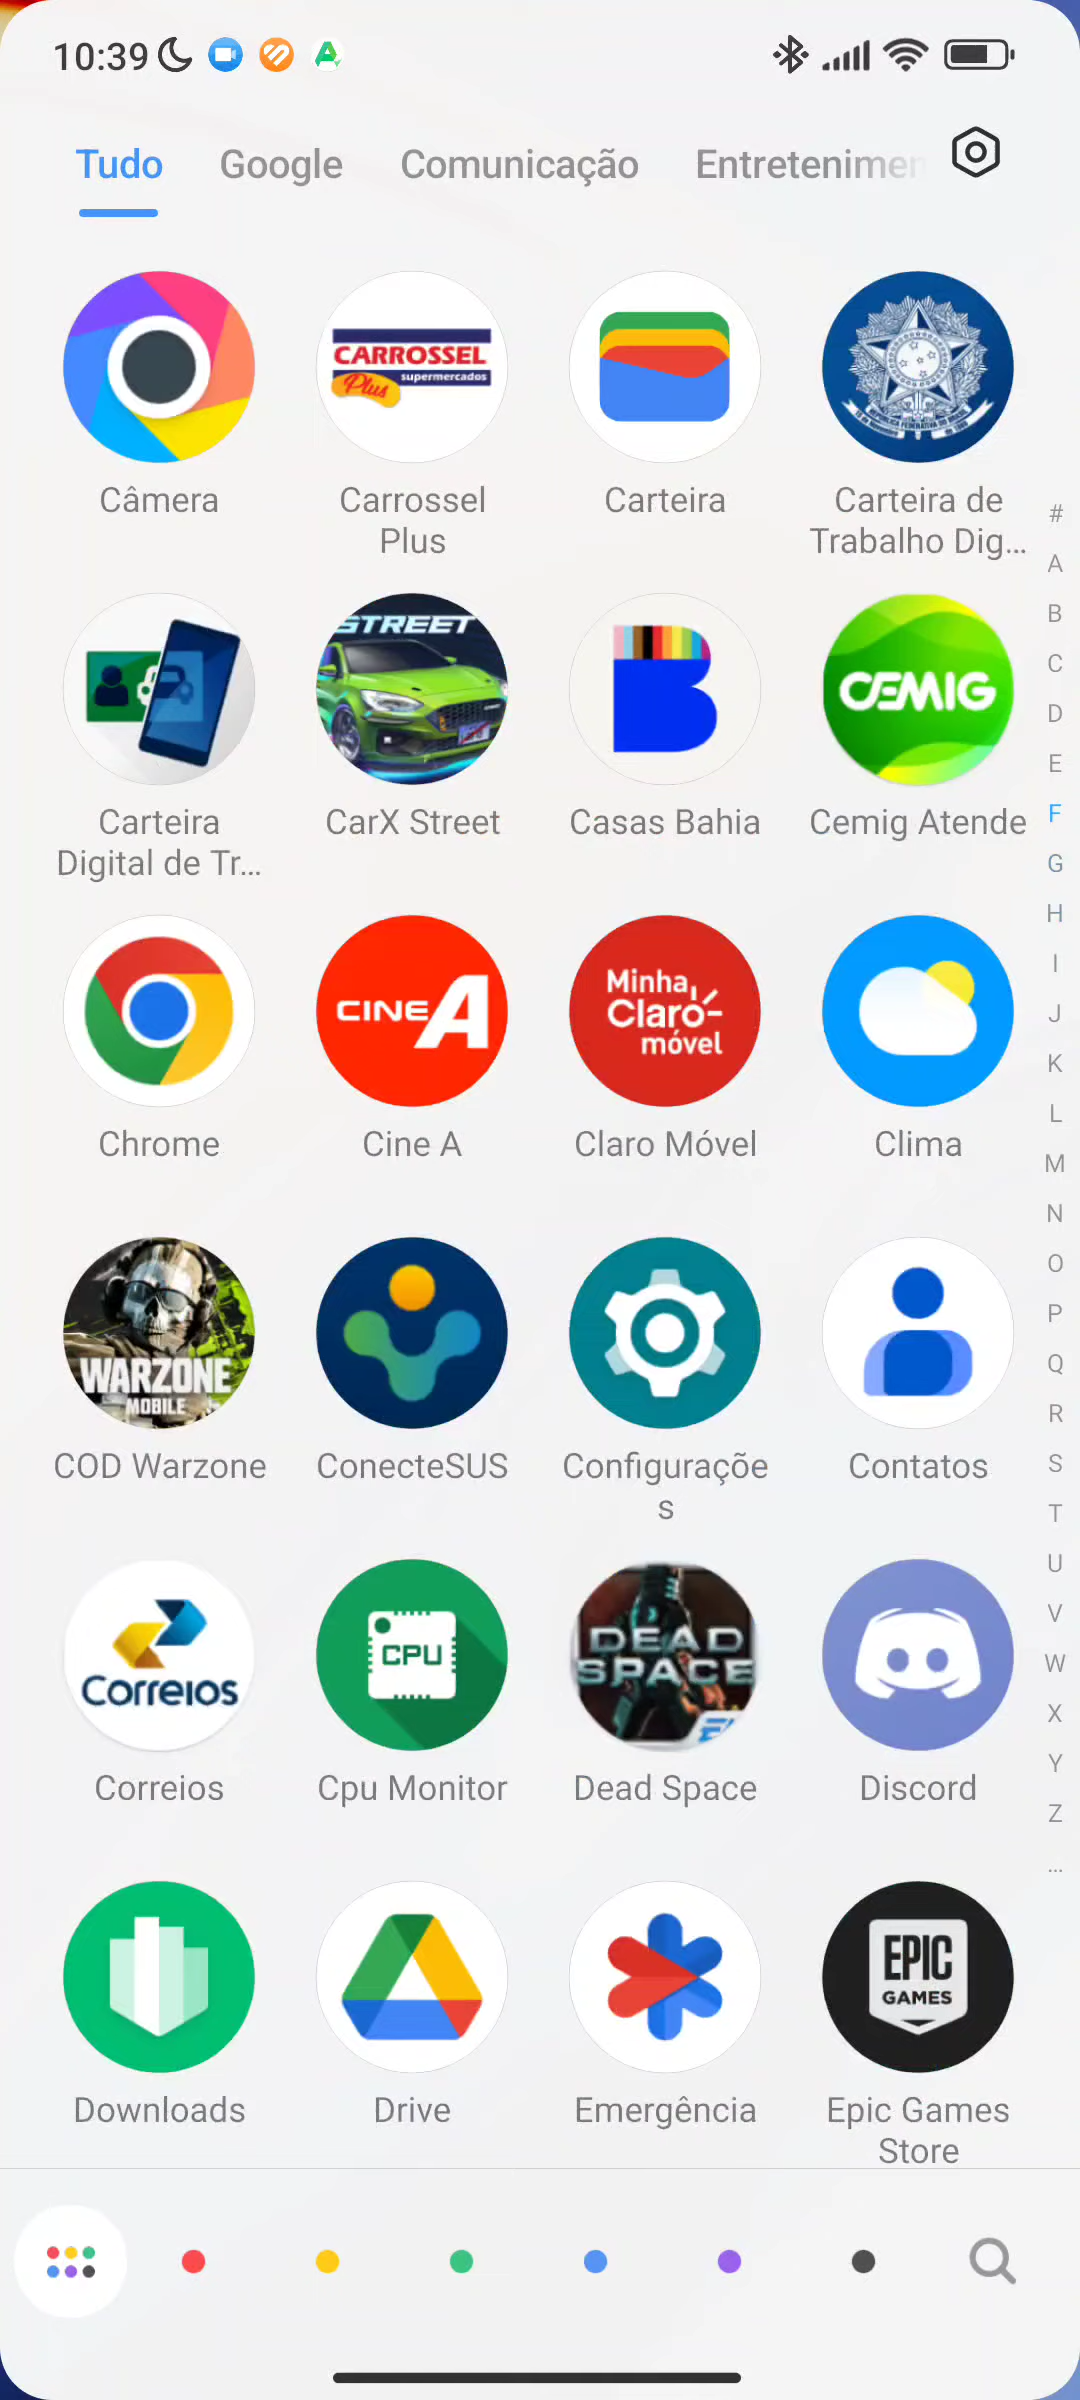 10:39
Tudo Google Comunicação Entretenimen
CARROSSEL
Plus supermercados
Câmera Carrossel Plus Carteira Carteira de Trabalho Dig...
#
A
B
C
D
E
F
G
H
I
J
K
L
M
N
O
P
Q
R
S
T
U
V
W
X
Y
Z
...
STREET
CEMIG
Carteira Digital de Tr... CarX Street Casas Bahia Cemig Atende
CINE A
Minha
Claro
móvel
Chrome Cine A Claro Móvel Clima
WARZONE
MOBILE
COD Warzone ConecteSUS Configurações Contatos
Correios
CPU
DEAD
SPACE
Correios Cpu Monitor Dead Space Discord
EPIC
GAMES
Downloads Drive Emergência Epic Games Store